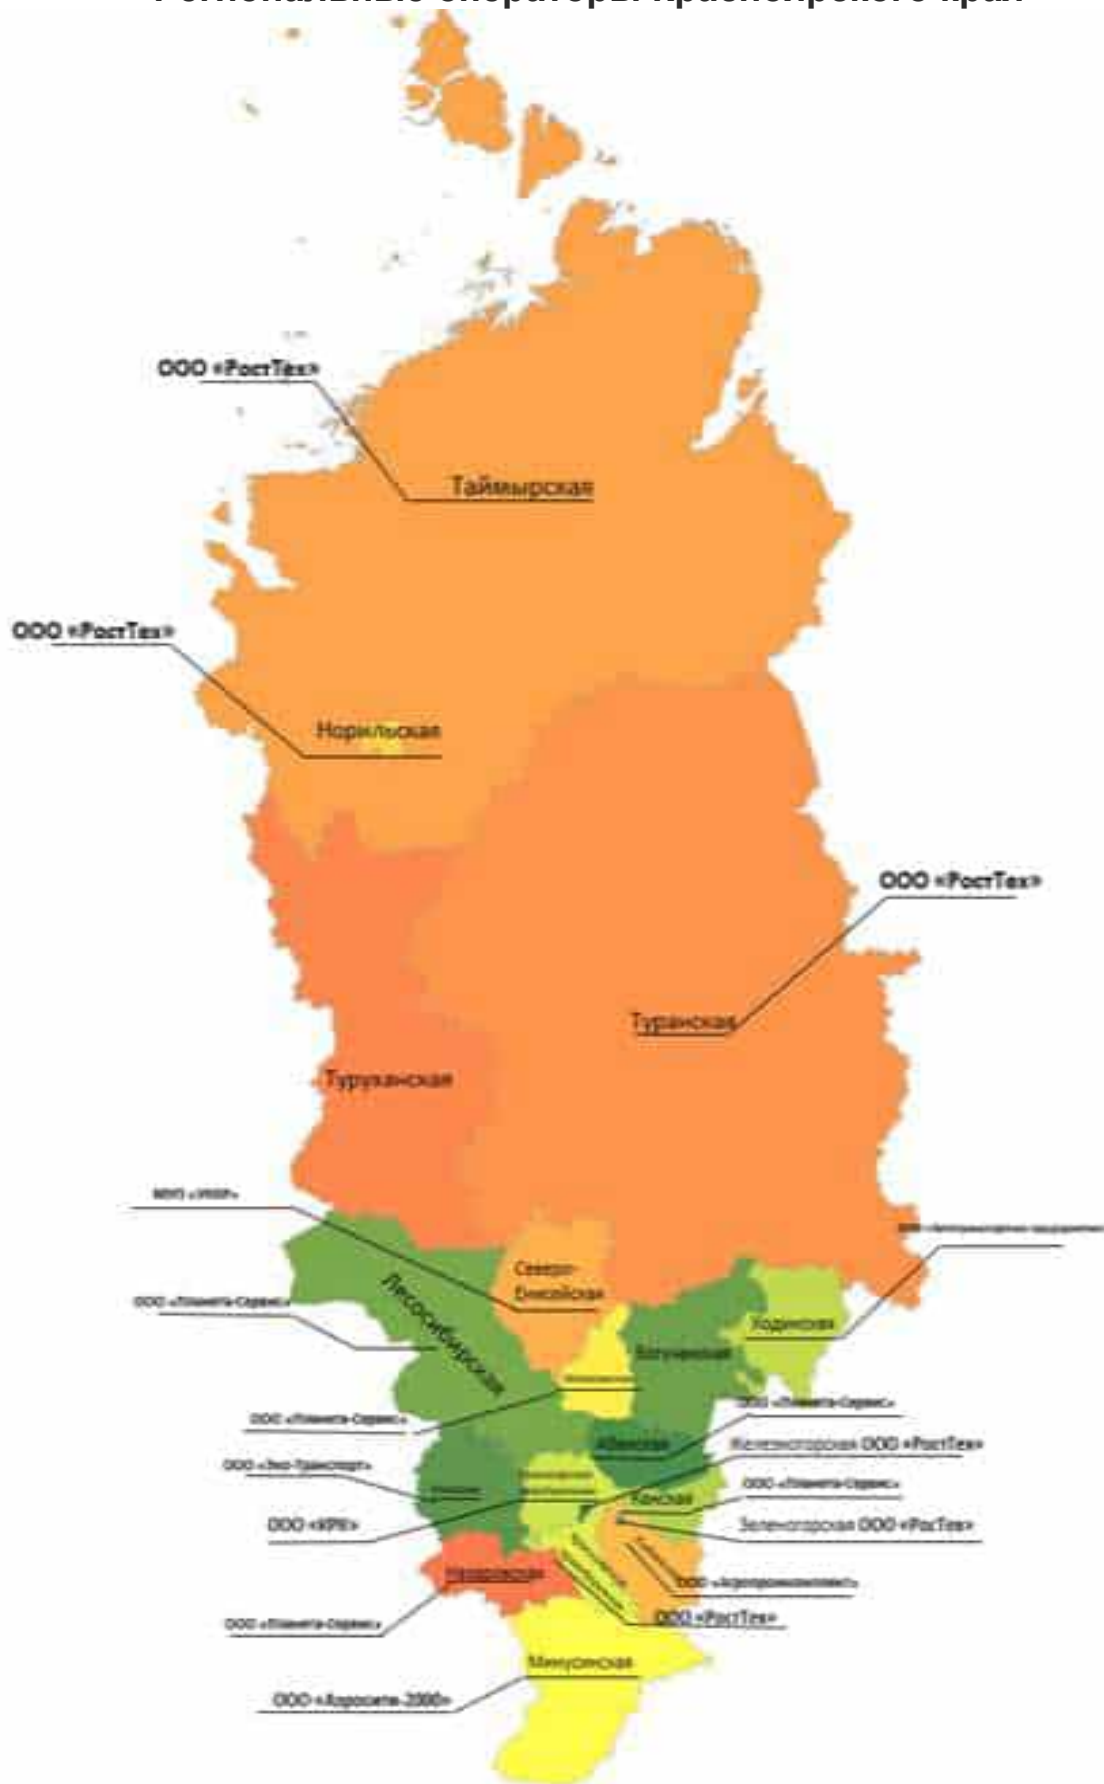 Региональные операторы Красноярского края
ООО «РостТех»
Таймырская
ООО «РостТех»
Норильская
ООО «РостТех»
Туранская
Туруханская
Северо-
Енисейская
ООО «Планета-Сервис»
Лесосибирская
Кодинская
Богучанская
ООО «Планета-Сервис»
ООО «Планета-Сервис»
Абанская
Железногорская ООО «РостТех»
ООО «Эко-Транспорт»
ООО «Планета-Сервис»
Канская
ООО «КРК»
Зеленогорская ООО «РостТех»
Назаровская
ООО «Агропромкомплект»
ООО «РостТех»
ООО «Планета-Сервис»
Минусинская
ООО «Аэросити-2000»